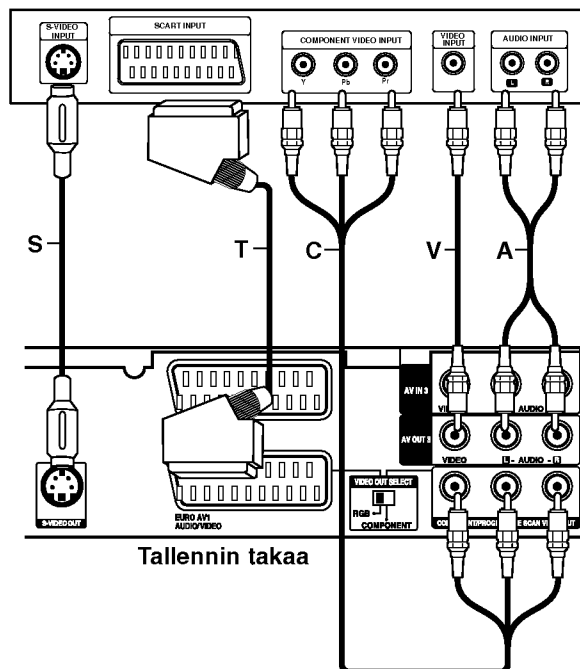 S-VIDEO
INPUT
SCART INPUT
COMPONENT VIDEO INPUT
Y
Pb
Pr
VIDEO
INPUT
AUDIO INPUT
L
R
S
T
C
V
A
AV IN 3
AUDIO
AV OUT 2
VIDEO
L - AUDIO - R
S-VIDEO OUT
EURO AV1
AUDIO/VIDEO
VIDEO OUT SELECT
RGB
COMPONENT
SCAN
Tallennin takaa